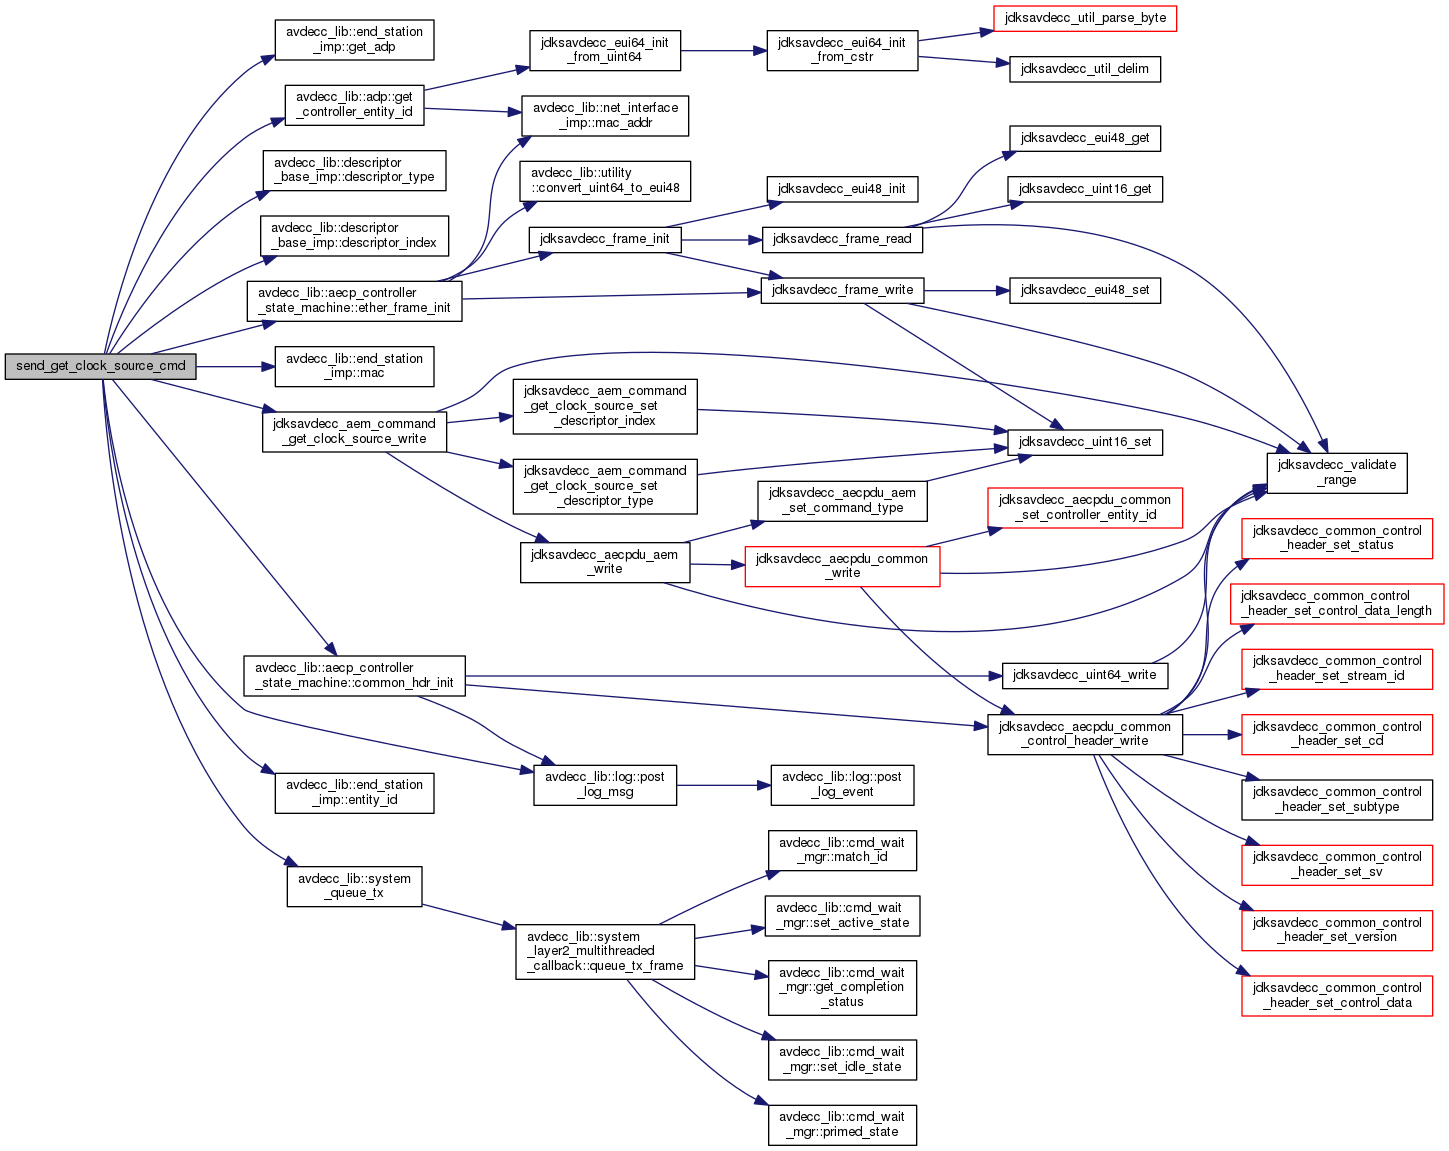 send_get_clock_source_cmd
avdecc_lib::end_station
_imp::get_adp
avdecc_lib::adp::get
_controller_entity_id
avdecc_lib::descriptor
_base_imp::descriptor_type
avdecc_lib::descriptor
_base_imp::descriptor_index
avdecc_lib::aecp_controller
_state_machine::ether_frame_init
avdecc_lib::end_station
_imp::mac
jdksavdecc_aem_command
_get_clock_source_write
avdecc_lib::aecp_controller
_state_machine::common_hdr_init
avdecc_lib::end_station
_imp::entity_id
avdecc_lib::system
_queue_tx
jdksavdecc_eui64_init
_from_uint64
avdecc_lib::net_interface
_imp::mac_addr
avdecc_lib::utility
::convert_uint64_to_eui48
jdksavdecc_frame_init
jdksavdecc_aem_command
_get_clock_source_set
_descriptor_index
jdksavdecc_aem_command
_get_clock_source_set
_descriptor_type
jdksavdecc_aecpdu_aem
_write
avdecc_lib::log::post
_log_msg
avdecc_lib::system
_layer2_multithreaded
_callback::queue_tx_frame
jdksavdecc_eui64_init
_from_cstr
jdksavdecc_eui48_init
jdksavdecc_frame_read
jdksavdecc_frame_write
jdksavdecc_aecpdu_aem
_set_command_type
jdksavdecc_aecpdu_common
_write
avdecc_lib::log::post
_log_event
avdecc_lib::cmd_wait
_mgr::match_id
avdecc_lib::cmd_wait
_mgr::set_active_state
avdecc_lib::cmd_wait
_mgr::get_completion
_status
avdecc_lib::cmd_wait
_mgr::set_idle_state
avdecc_lib::cmd_wait
_mgr::primed_state
jdksavdecc_util_parse_byte
jdksavdecc_util_delim
jdksavdecc_eui48_get
jdksavdecc_uint16_get
jdksavdecc_eui48_set
jdksavdecc_uint16_set
jdksavdecc_aecpdu_common
_set_controller_entity_id
jdksavdecc_uint64_write
jdksavdecc_aecpdu_common
_control_header_write
jdksavdecc_validate
_range
jdksavdecc_common_control
_header_set_status
jdksavdecc_common_control
_header_set_control_data_length
jdksavdecc_common_control
_header_set_stream_id
jdksavdecc_common_control
_header_set_cd
jdksavdecc_common_control
_header_set_subtype
jdksavdecc_common_control
_header_set_sv
jdksavdecc_common_control
_header_set_version
jdksavdecc_common_control
_header_set_control_data